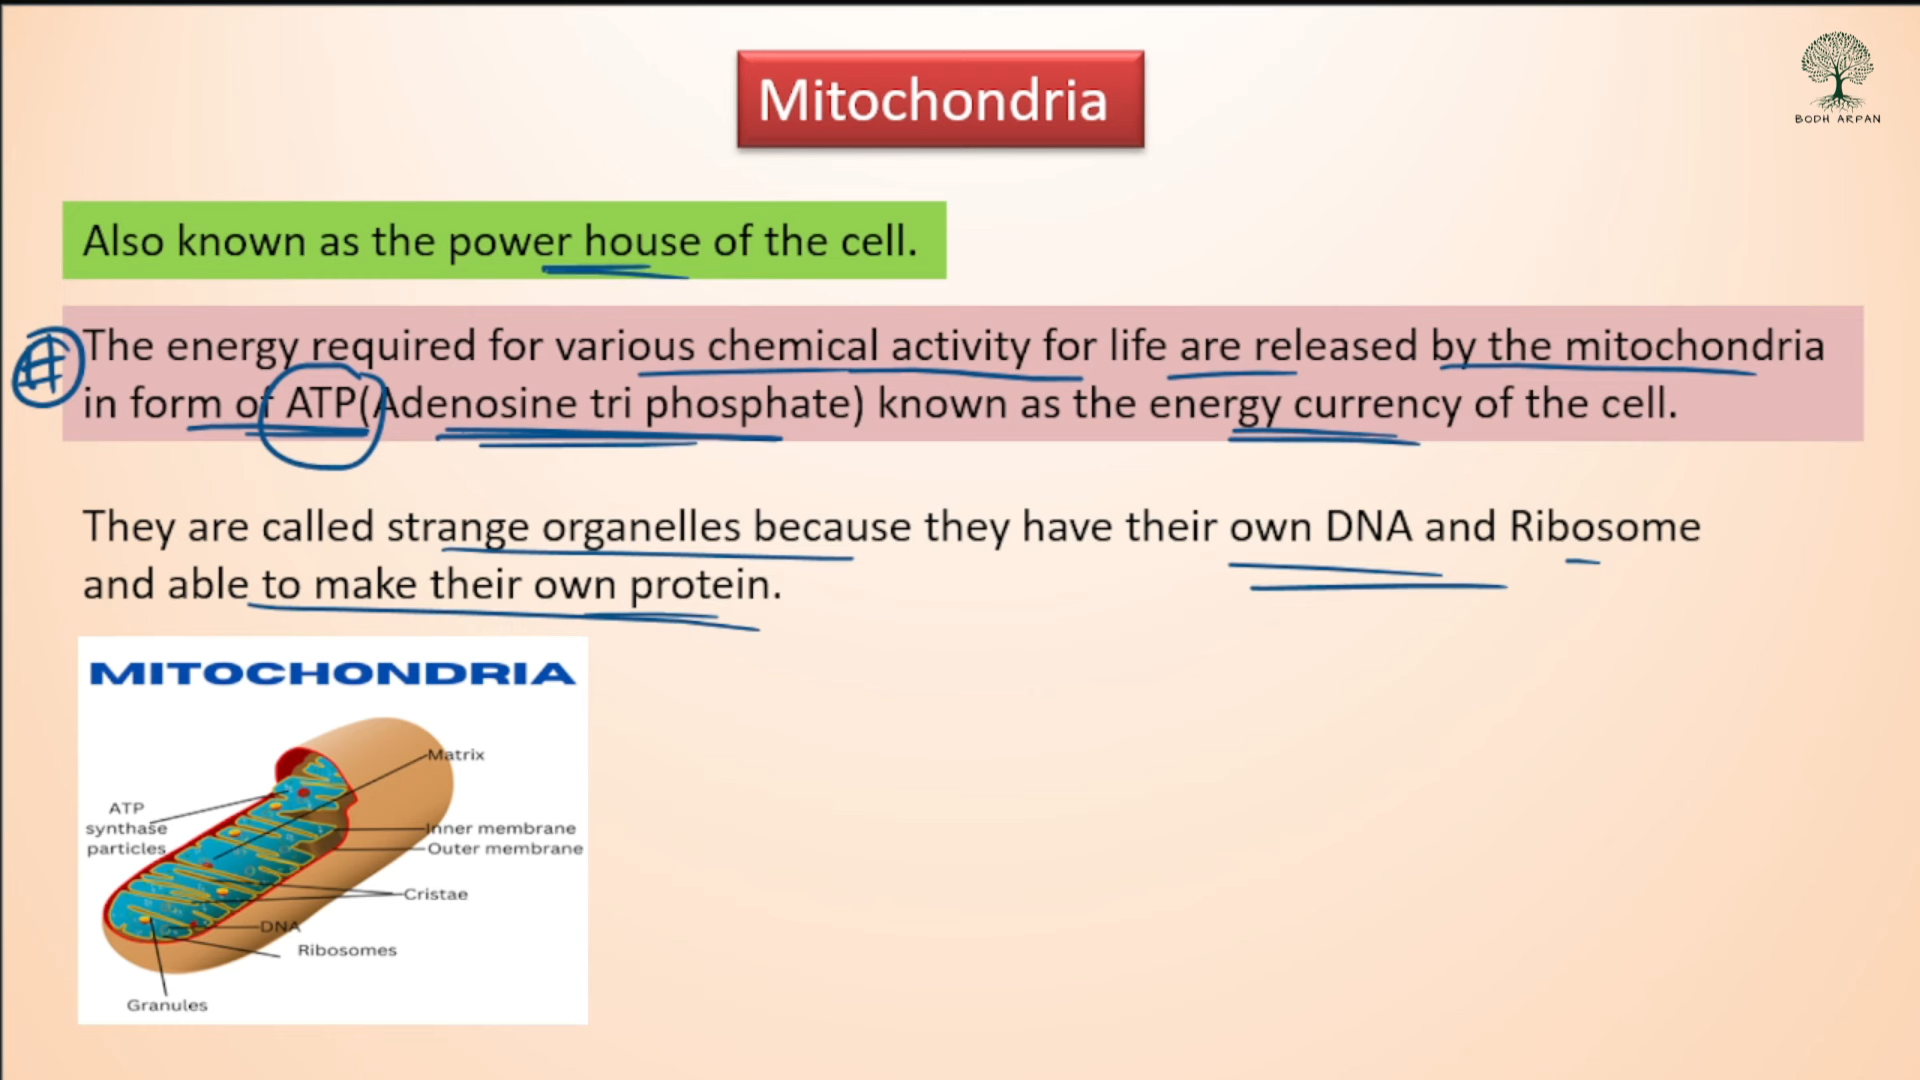 Mitochondria
BODH ARPAN
Also known as the power house of the cell.
#
The energy required for various chemical activity for life are released by the mitochondria
in form of ATP(Adenosine tri phosphate) known as the energy currency of the cell.
They are called strange organelles because they have their own DNA and Ribosome
and able to make their own protein.
MITOCHONDRIA
Matrix
ATP
synthase
particles
Inner membrane
Outer membrane
Cristae
DNA
Ribosomes
Granules